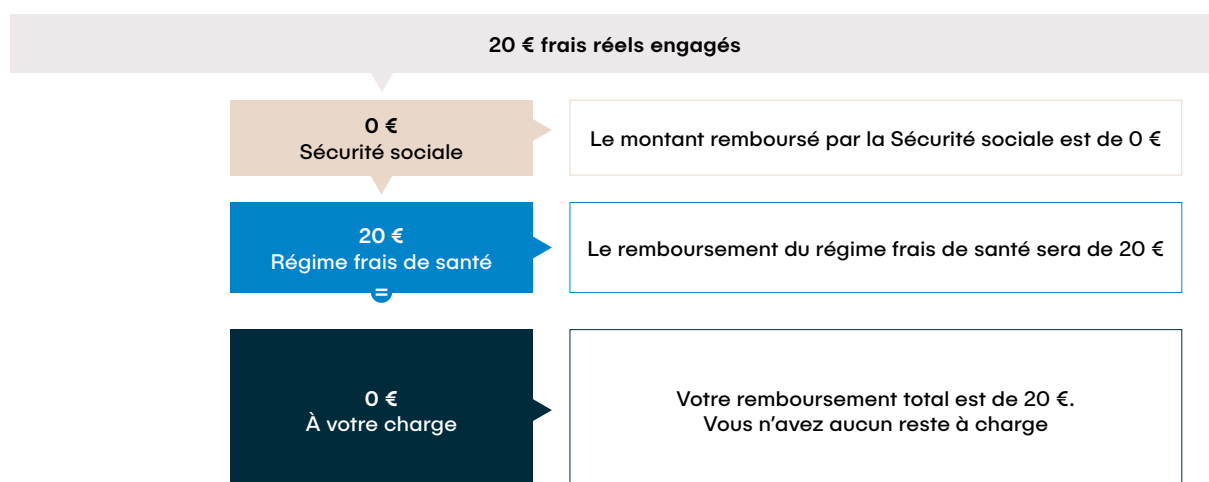 20 € frais réels engagés
0 €
Sécurité sociale
Le montant remboursé par la Sécurité sociale est de 0 €
20 €
Régime frais de santé
=
Le remboursement du régime frais de santé sera de 20 €
0 €
À votre charge
Votre remboursement total est de 20 €.
Vous n’avez aucun reste à charge